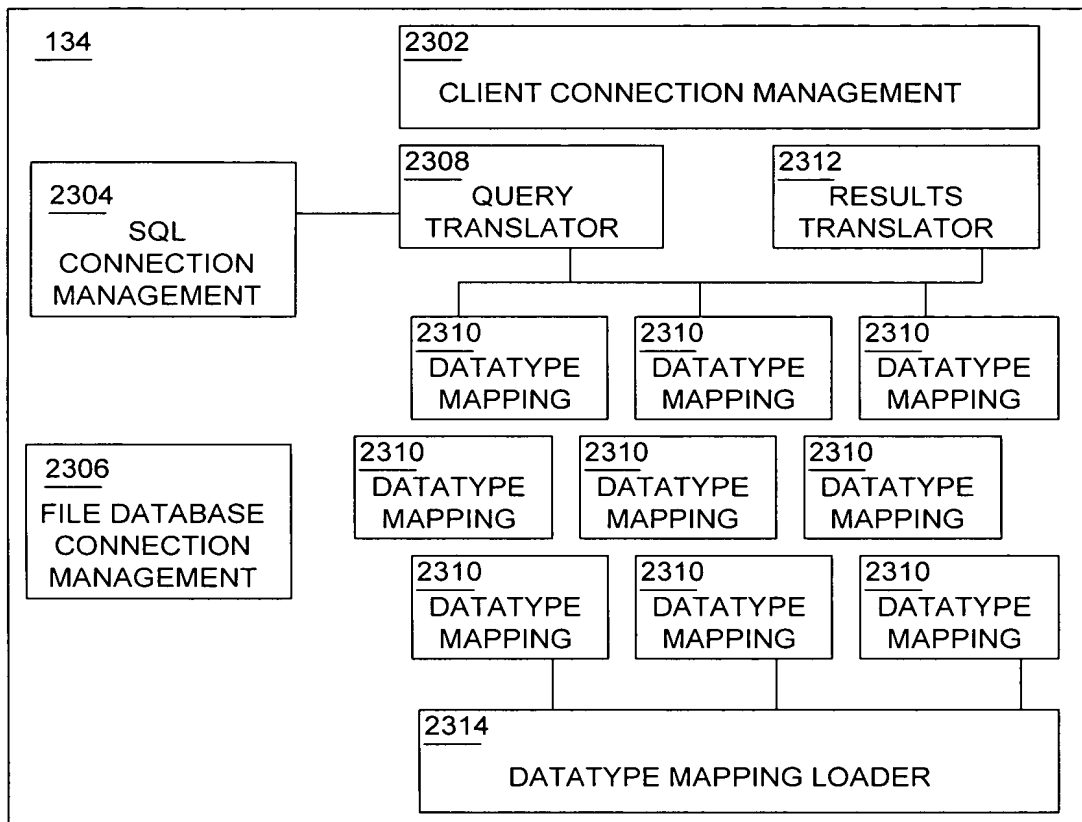 134
2302
CLIENT CONNECTION MANAGEMENT
2304
SQL
CONNECTION
MANAGEMENT
2308
QUERY
TRANSLATOR
2312
RESULTS
TRANSLATOR
2310
DATATYPE
MAPPING
2310
DATATYPE
MAPPING
2310
DATATYPE
MAPPING
2306
FILE DATABASE
CONNECTION
MANAGEMENT
2310
DATATYPE
MAPPING
2310
DATATYPE
MAPPING
2310
DATATYPE
MAPPING
2310
DATATYPE
MAPPING
2310
DATATYPE
MAPPING
2310
DATATYPE
MAPPING
2314
DATATYPE MAPPING LOADER